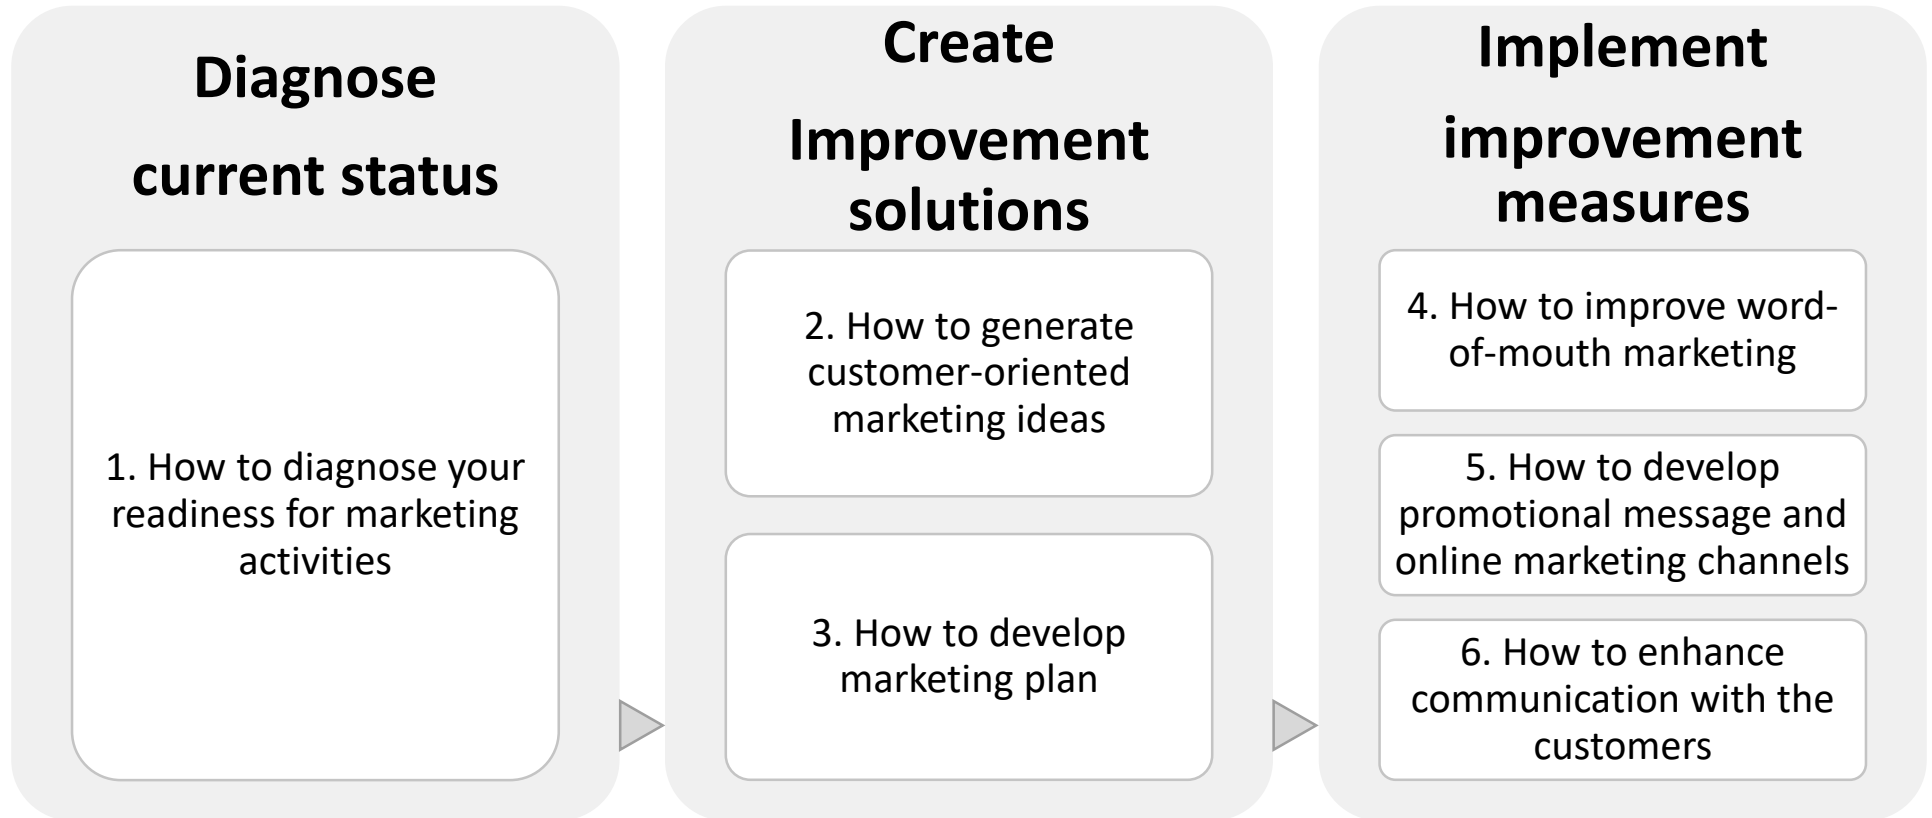 Diagnose
current status
1. How to diagnose your
readiness for marketing
activities
Create
Improvement
solutions
2. How to generate
customer-oriented
marketing ideas
3. How to develop
marketing plan
Implement
improvement
measures
4. How to improve word-
of-mouth marketing
5. How to develop
promotional message and
online marketing channels
6. How to enhance
communication with the
customers